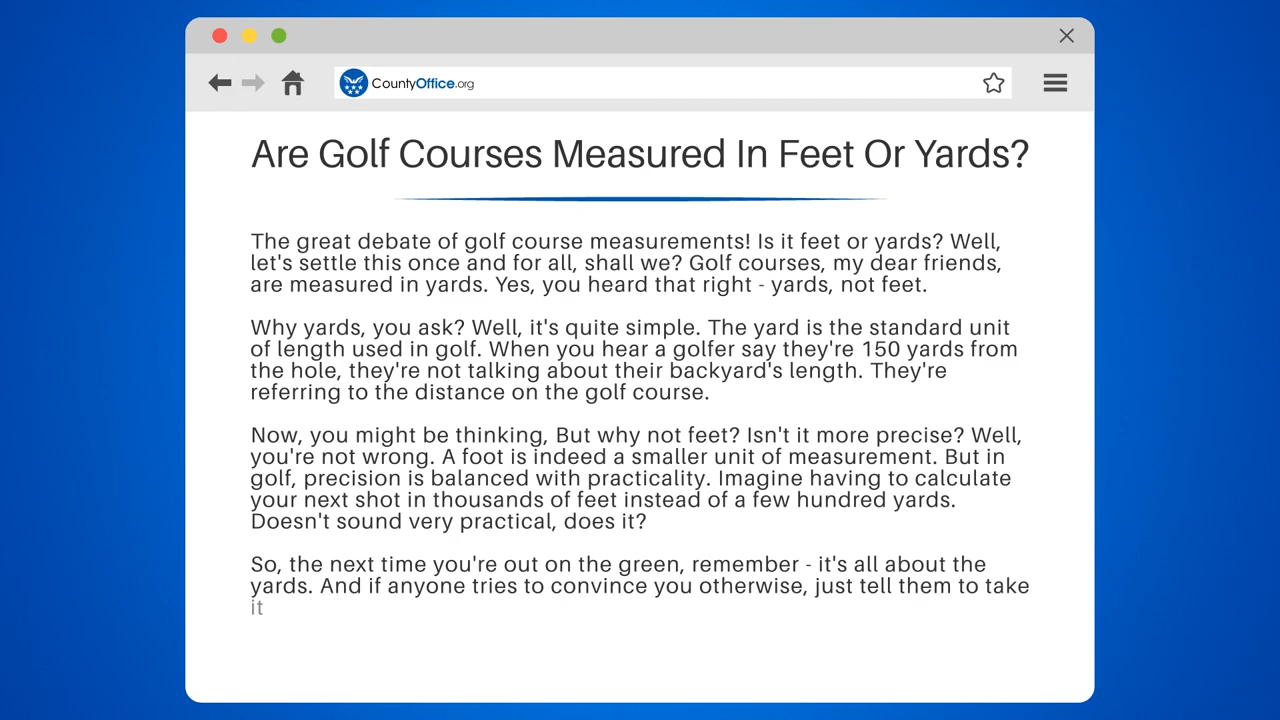 CountyOffice.org
Are Golf Courses Measured In Feet Or Yards?
The great debate of golf course measurements! Is it feet or yards? Well,
let's settle this once and for all, shall we? Golf courses, my dear friends,
are measured in yards. Yes, you heard that right - yards, not feet.
Why yards, you ask? Well, it's quite simple. The yard is the standard unit
of length used in golf. When you hear a golfer say they're 150 yards from
the hole, they're not talking about their backyard's length. They're
referring to the distance on the golf course.
Now, you might be thinking, But why not feet? Isn't it more precise? Well,
you're not wrong. A foot is indeed a smaller unit of measurement. But in
golf, precision is balanced with practicality. Imagine having to calculate
your next shot in thousands of feet instead of a few hundred yards.
Doesn't sound very practical, does it?
So, the next time you're out on the green, remember - it's all about the
yards. And if anyone tries to convince you otherwise, just tell them to take
it